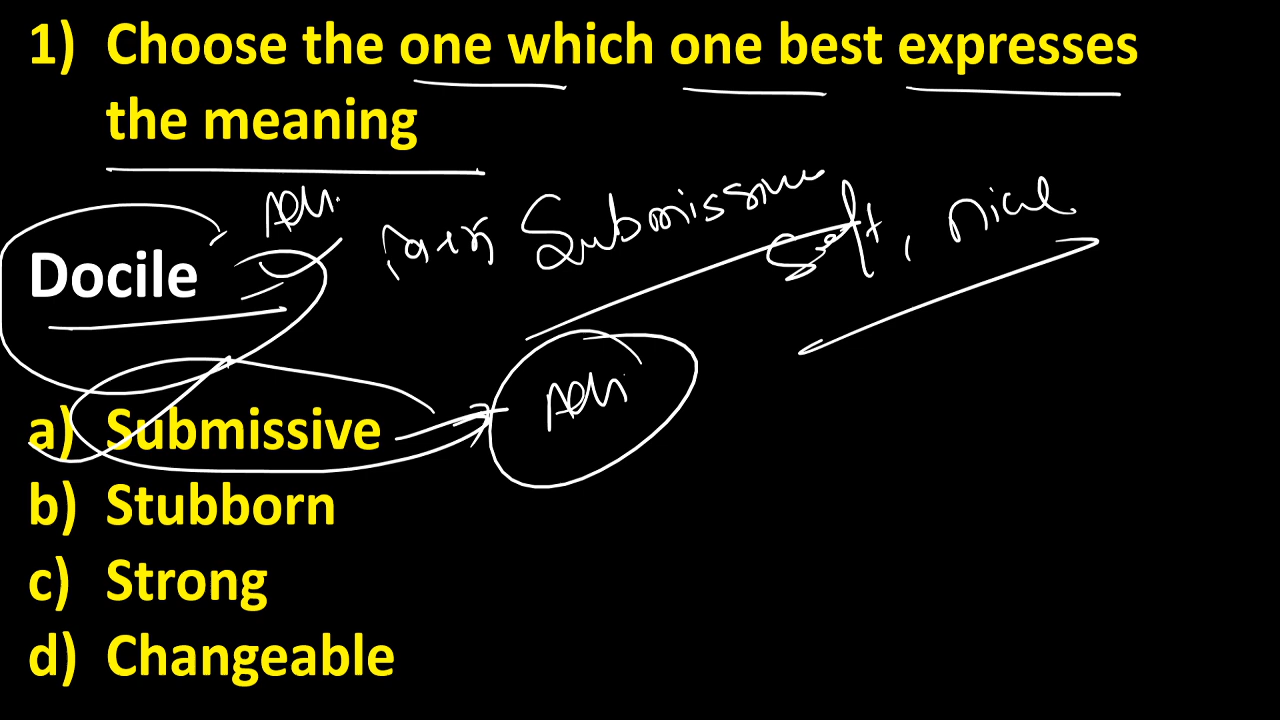 1) Choose the one which one best expresses
the meaning
Submissive
soft, nice
Docile
a) Submissive
b) Stubborn
c) Strong
d) Changeable